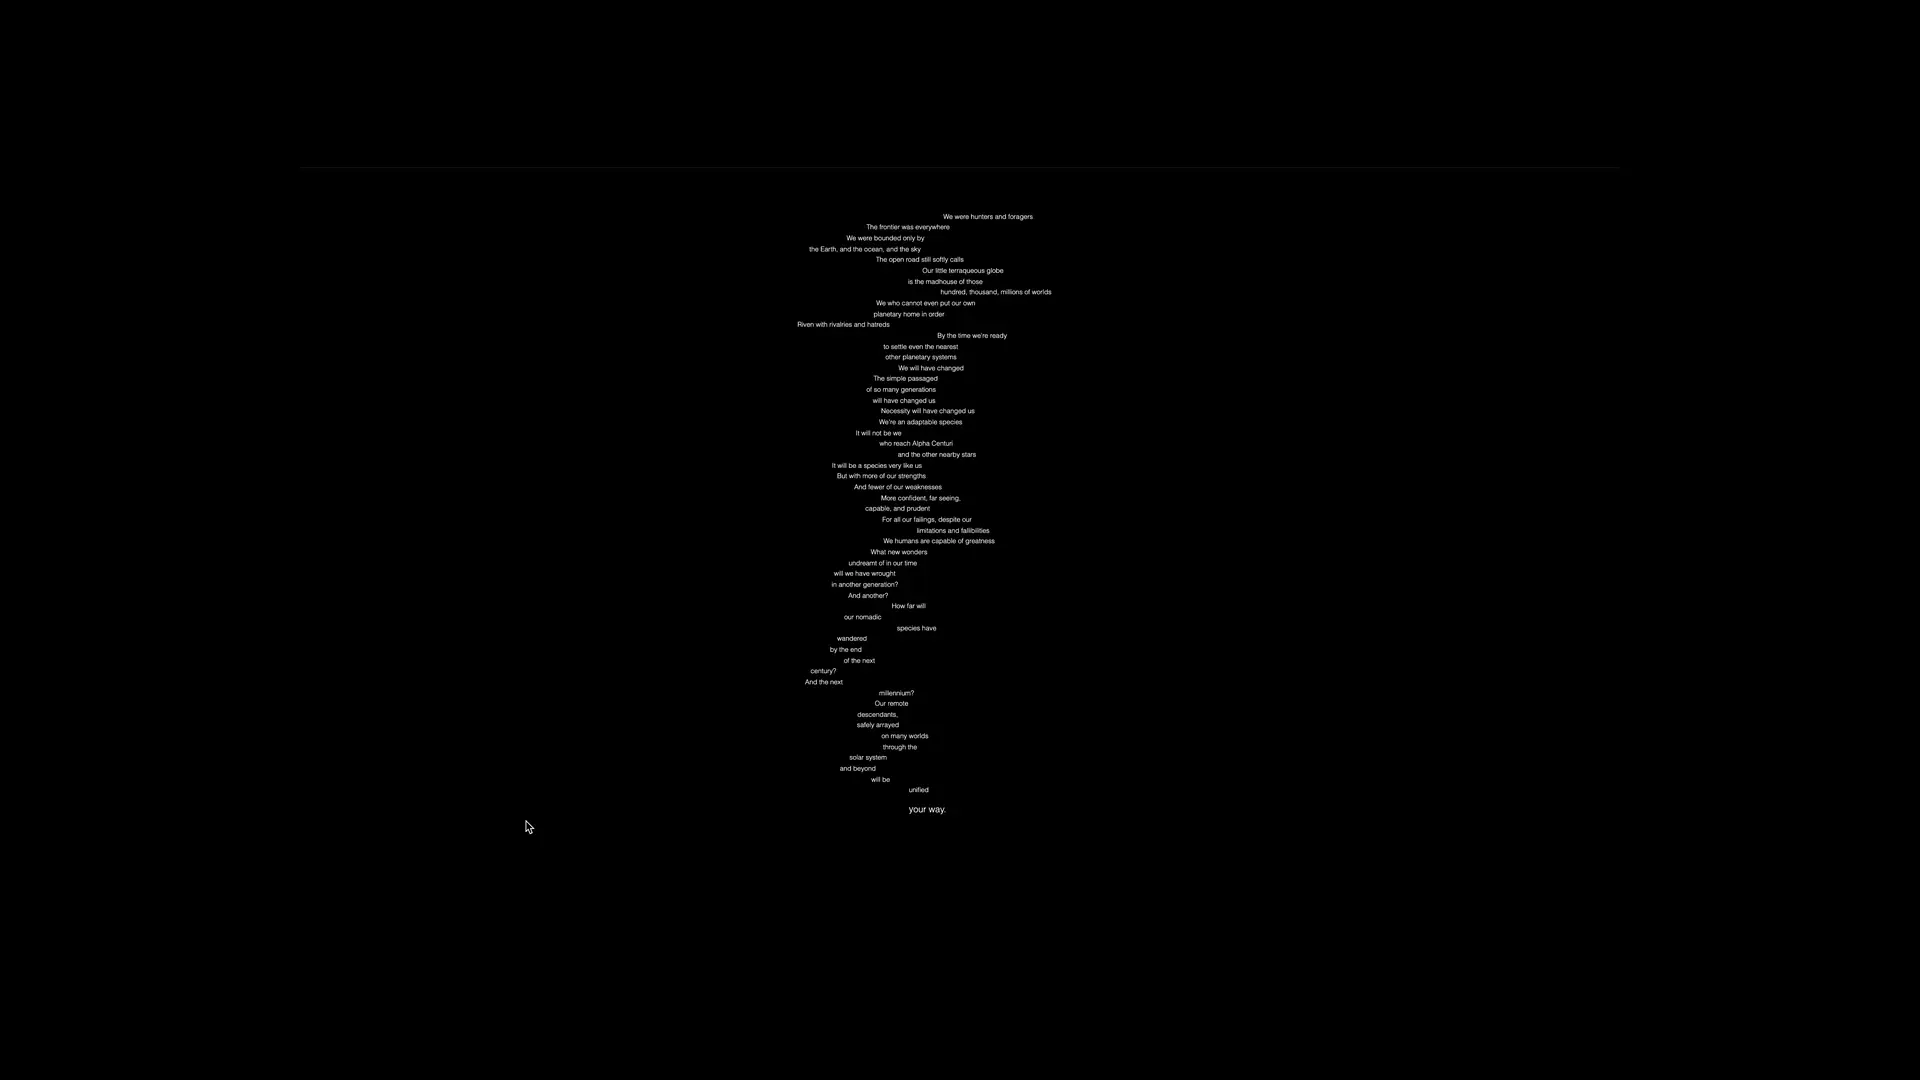 We were hunters and foragers
The frontier was everywhere
We were bounded only by
the Earth, and the ocean, and the sky
The open road still softly calls
Our little terraqueous globe
is the madhouse of those
hundred, thousand, millions of worlds
We who cannot even put our own
planetary home in order
Riven with rivalries and hatreds
By the time we're ready
to settle even the nearest
other planetary systems
We will have changed
The simple passaged
of so many generations
will have changed us
Necessity will have changed us
We're an adaptable species
It will not be we
who reach Alpha Centuri
and the other nearby stars
It will be a species very like us
But with more of our strengths
And fewer of our weaknesses
More confident, far seeing,
capable, and prudent
For all our failings, despite our
limitations and fallibilities
We humans are capable of greatness
What new wonders
undreamt of in our time
will we have wrought
in another generation?
And another?
How far will
our nomadic
species have
wandered
by the end
of the next
century?
And the next
millennium?
Our remote
descendants,
safely arrayed
on many worlds
through the
solar system
and beyond
will be
unified
your way.